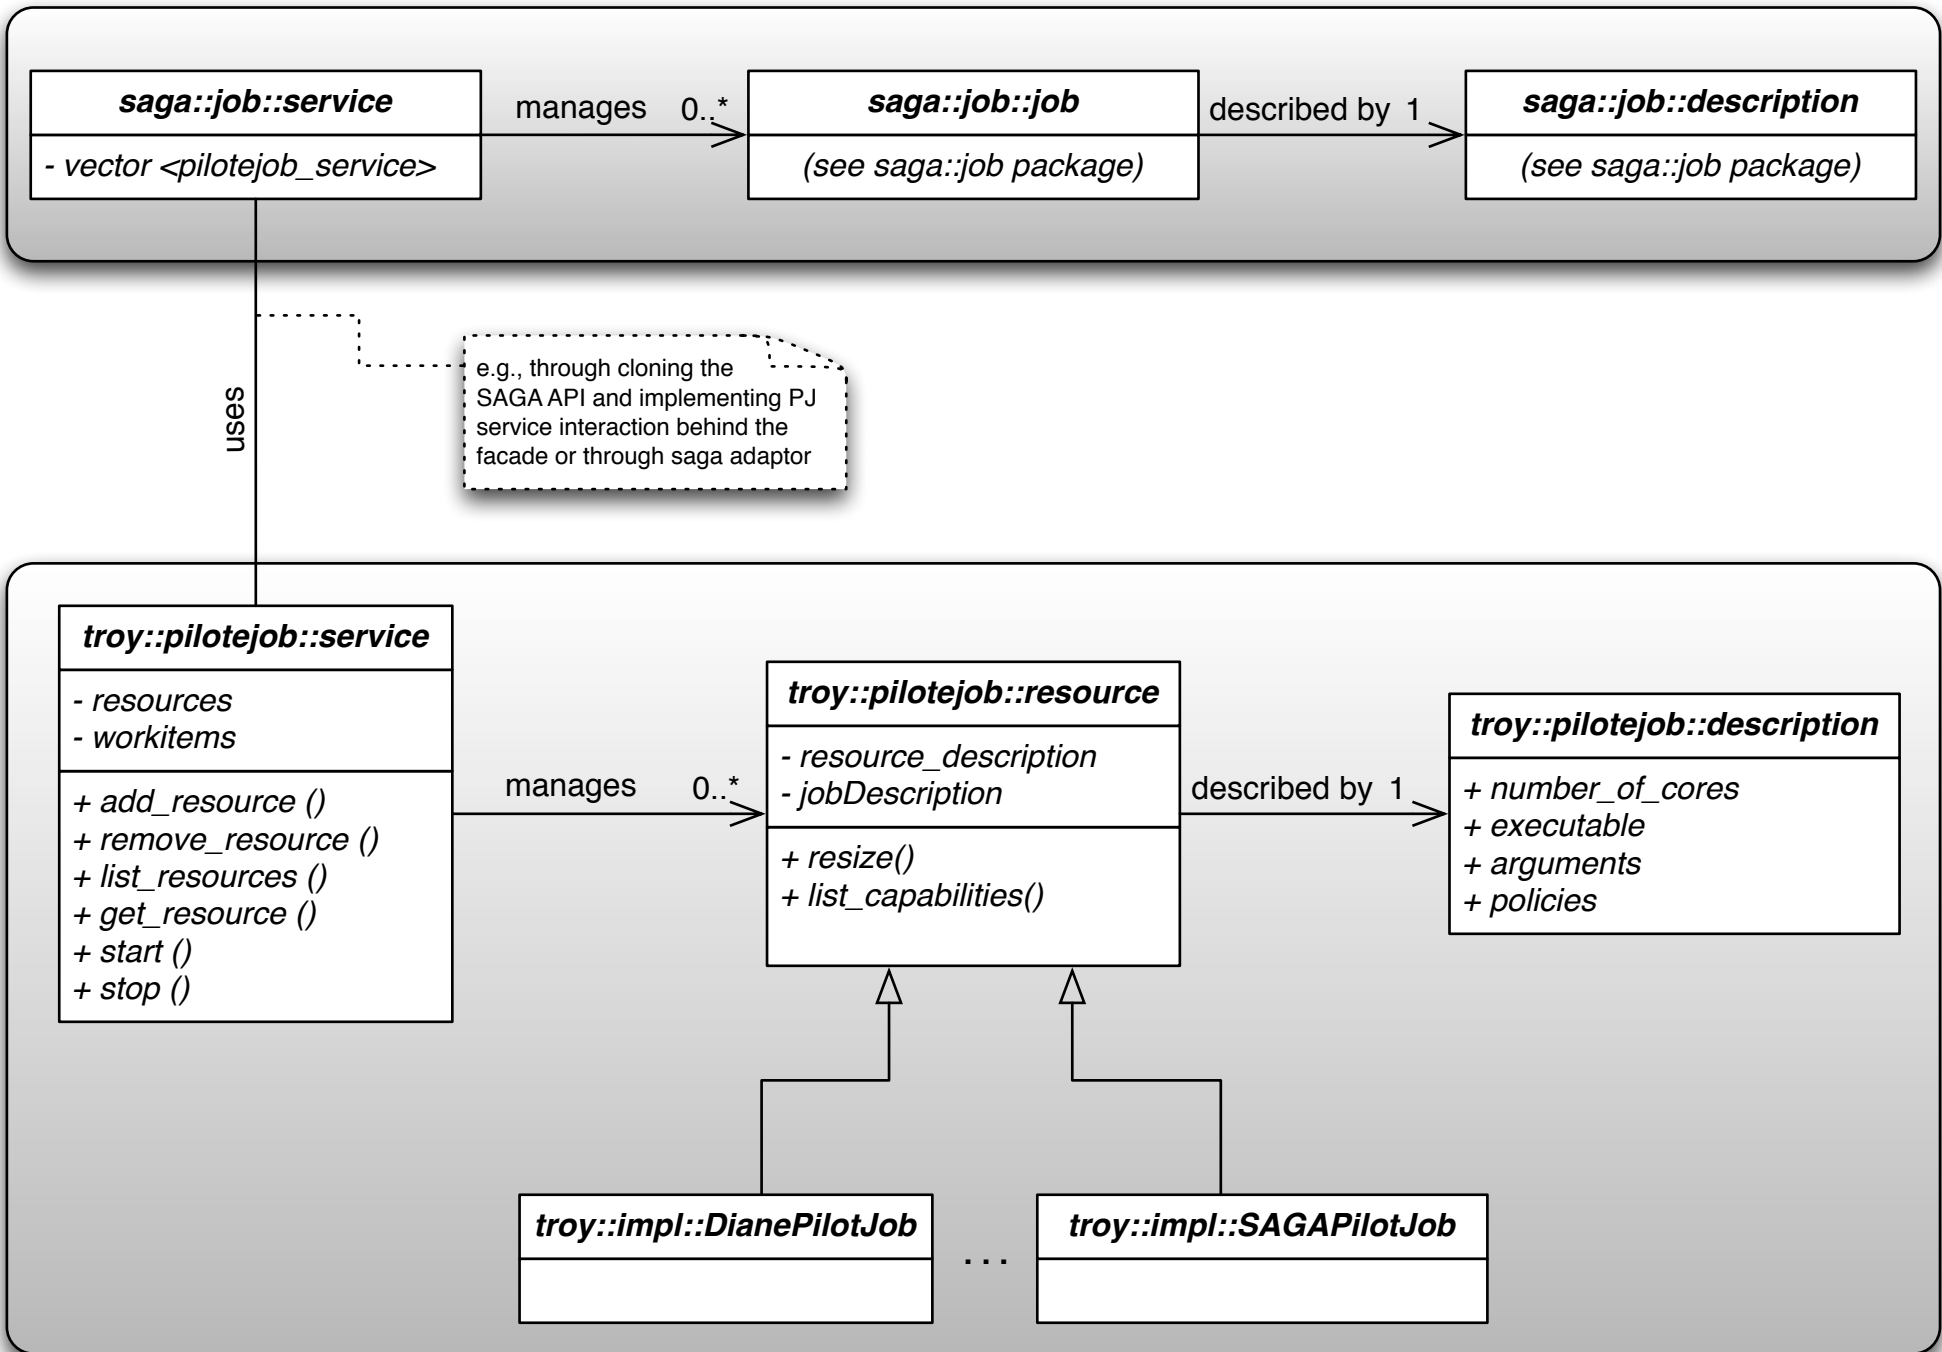 saga::job::service
- vector <pilotejob_service>
manages 0..*
saga::job::job
(see saga::job package)
described by 1
saga::job::description
(see saga::job package)
uses
e.g., through cloning the
SAGA API and implementing PJ
service interaction behind the
facade or through saga adaptor
troy::pilotejob::service
- resources
- workitems
+ add_resource ()
+ remove_resource ()
+ list_resources ()
+ get_resource ()
+ start ()
+ stop ()
manages 0..*
troy::pilotejob::resource
- resource_description
- jobDescription
+ resize()
+ list_capabilities()
described by 1
troy::pilotejob::description
+ number_of_cores
+ executable
+ arguments
+ policies
troy::impl::DianePilotJob
. . .
troy::impl::SAGAPilotJob